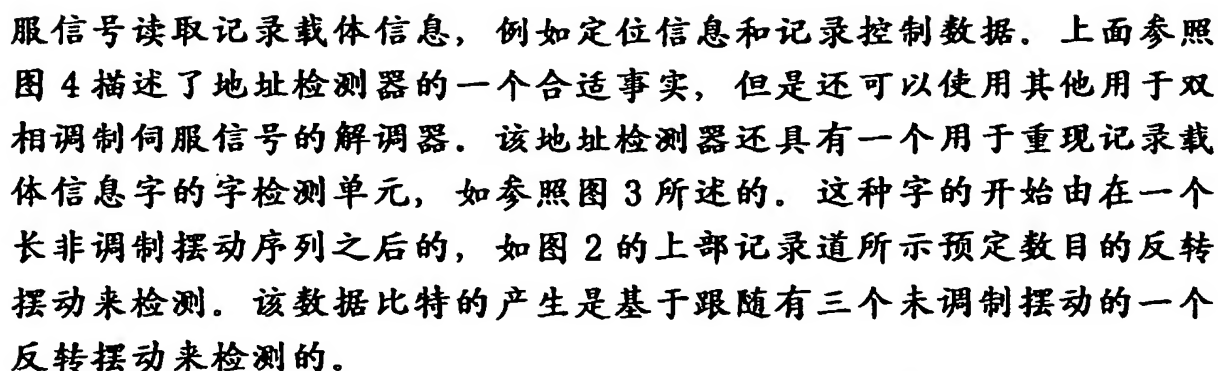 服信号读取记录载体信息，例如定位信息和记录控制数据．上面参照
图 4 描述了地址检测器的一个合适事实，但是还可以使用其他用于双
相调制伺服信号的解调器．该地址检测器还具有一个用于重现记录载
体信息字的字检测单元，如参照图 3 所述的。这种字的开始由在一个
长非调制摆动序列之后的，如图 2 的上部记录道所示预定数目的反转
摆动来检测。该数据比特的产生是基于跟随有三个未调制摆动的一个
反转摆动来检测的。